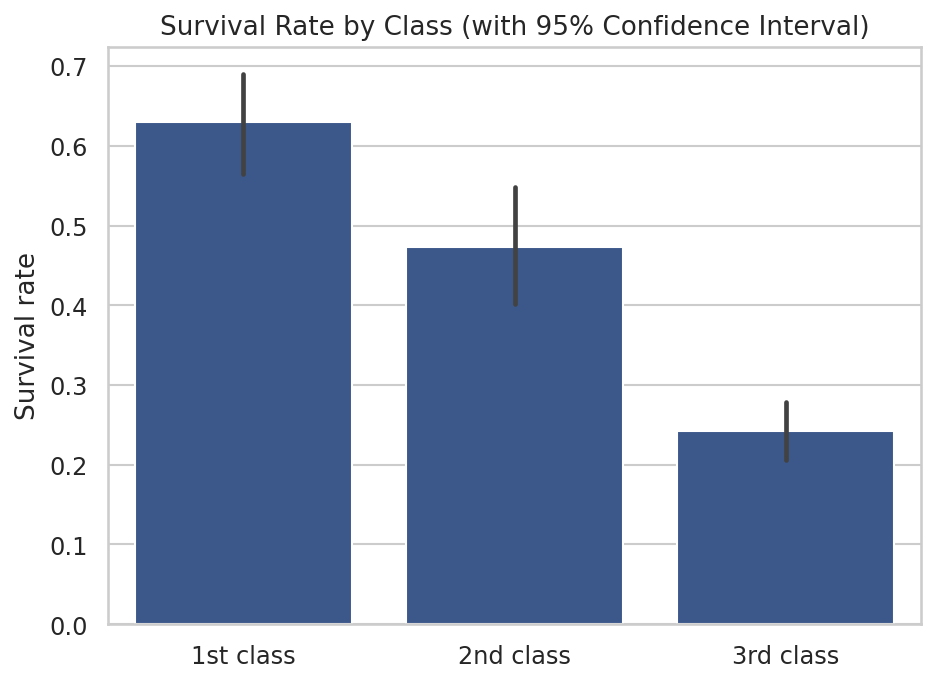 Survival Rate by Class (with 95% Confidence Interval)
Survival rate
0.7
0.6
0.5
0.4
0.3
0.2
0.1
0.0
1st class
2nd class
3rd class